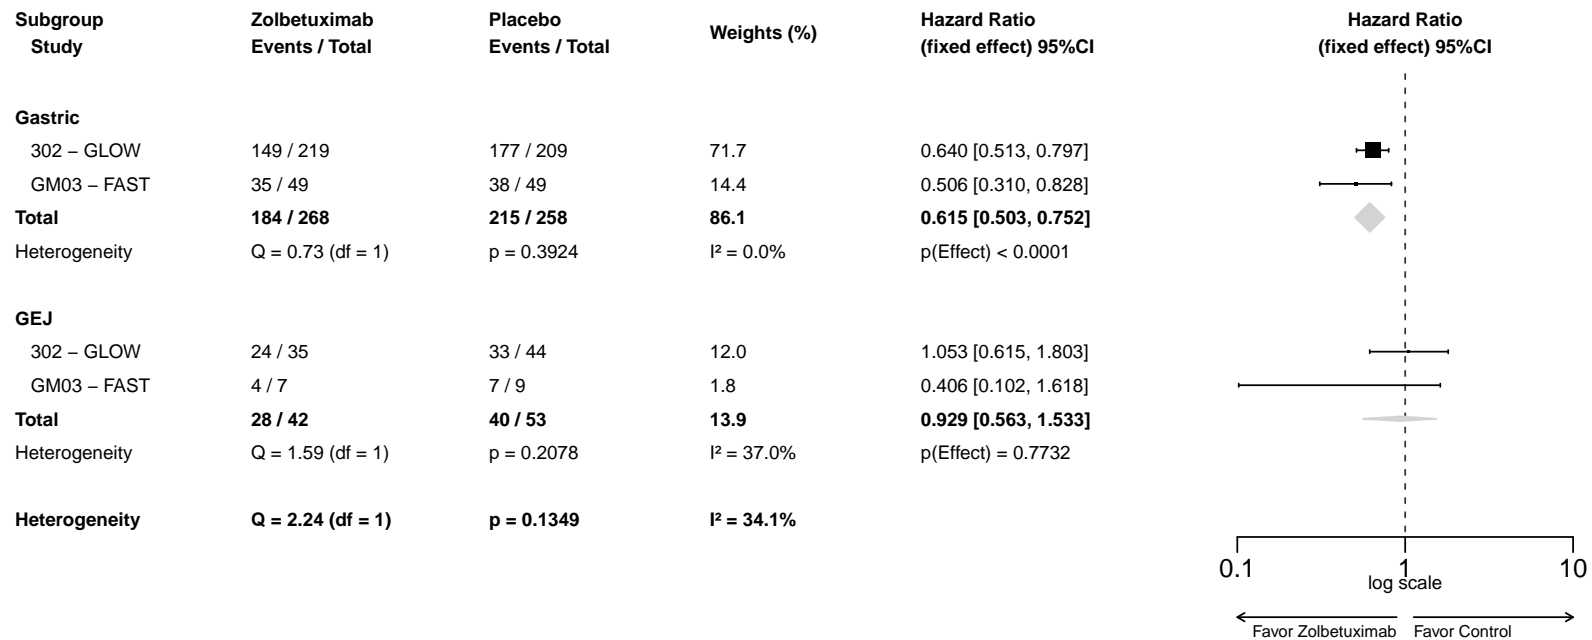 Subgroup Zolbetuximab Placebo Weights (%) Hazard Ratio Hazard Ratio
Study Events / Total Events / Total (fixed effect) 95%CI (fixed effect) 95%CI
Gastric
302 – GLOW 149 / 219 177 / 209 71.7 0.640 [0.513, 0.797]
GM03 – FAST 35 / 49 38 / 49 14.4 0.506 [0.310, 0.828]
Total 184 / 268 215 / 258 86.1 0.615 [0.503, 0.752]
Heterogeneity Q = 0.73 (df = 1) p = 0.3924 I² = 0.0% p(Effect) < 0.0001
GEJ
302 – GLOW 24 / 35 33 / 44 12.0 1.053 [0.615, 1.803]
GM03 – FAST 4 / 7 7 / 9 1.8 0.406 [0.102, 1.618]
Total 28 / 42 40 / 53 13.9 0.929 [0.563, 1.533]
Heterogeneity Q = 1.59 (df = 1) p = 0.2078 I² = 37.0% p(Effect) = 0.7732
Heterogeneity Q = 2.24 (df = 1) p = 0.1349 I² = 34.1%
0.1 1 10
log scale
Favor Zolbetuximab Favor Control